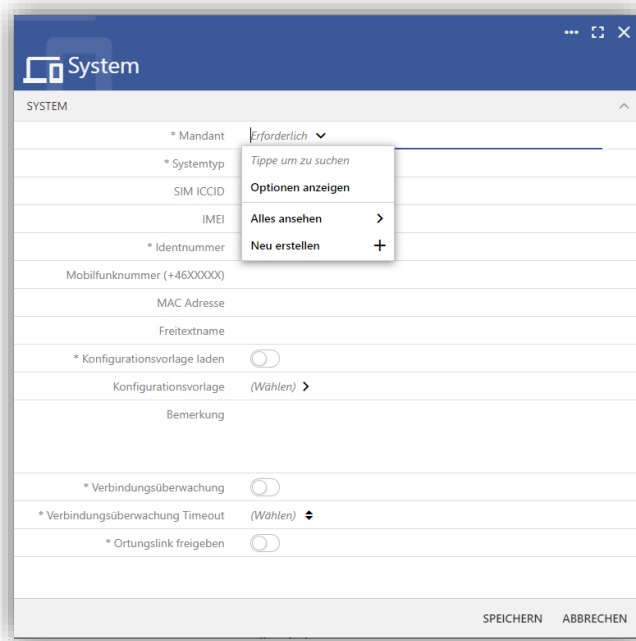 System
SYSTEM
* Mandant Erforderlich
* Systemtyp Tippe um zu suchen
SIM ICCID Optionen anzeigen
IMEI Alles ansehen
* Identnummer Neu erstellen
Mobilfunknummer (+46XXXXX)
MAC Adresse
Freitextname
* Konfigurationsvorlage laden
Konfigurationsvorlage (Wählen)
Bemerkung
* Verbindungsüberwachung
* Verbindungsüberwachung Timeout (Wählen)
* Ortungslink freigeben
SPEICHERN ABBRECHEN